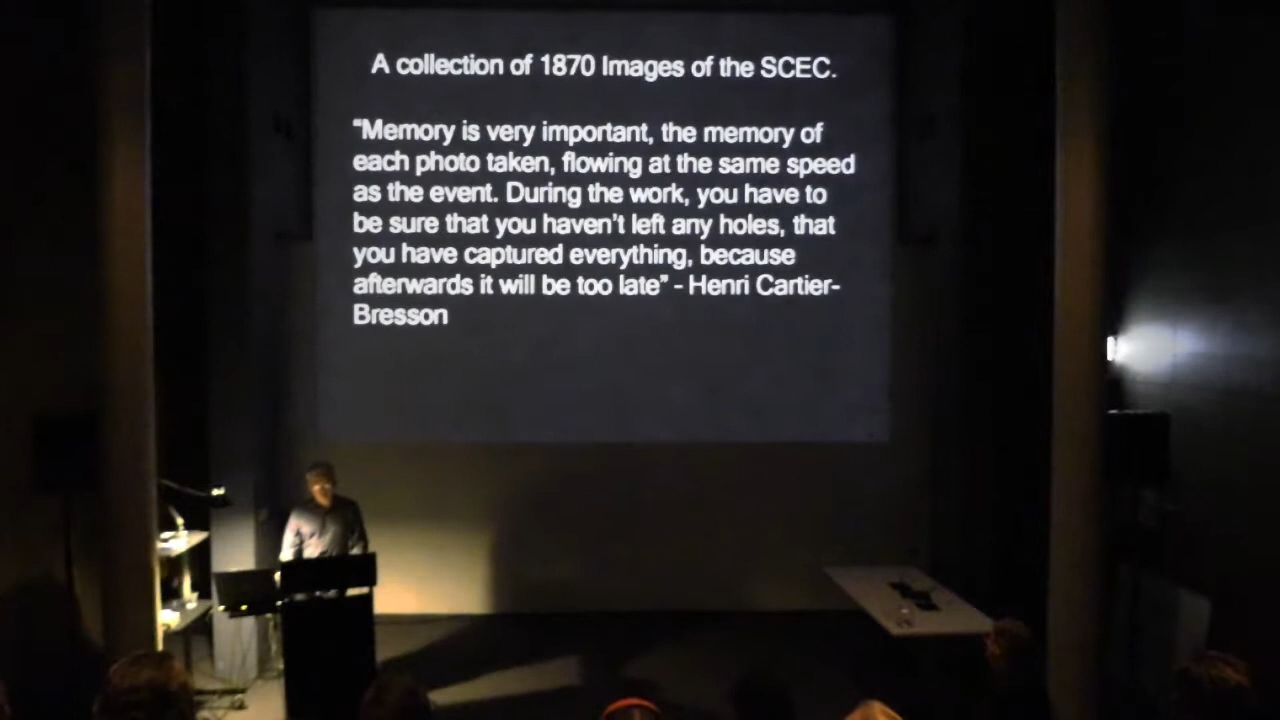 A collection of 1870 Images of the SCEC.
“Memory is very important, the memory of
each photo taken, flowing at the same speed
as the event. During the work, you have to
be sure that you haven’t left any holes, that
you have captured everything, because
afterwards it will be too late” - Henri Cartier-
Bresson